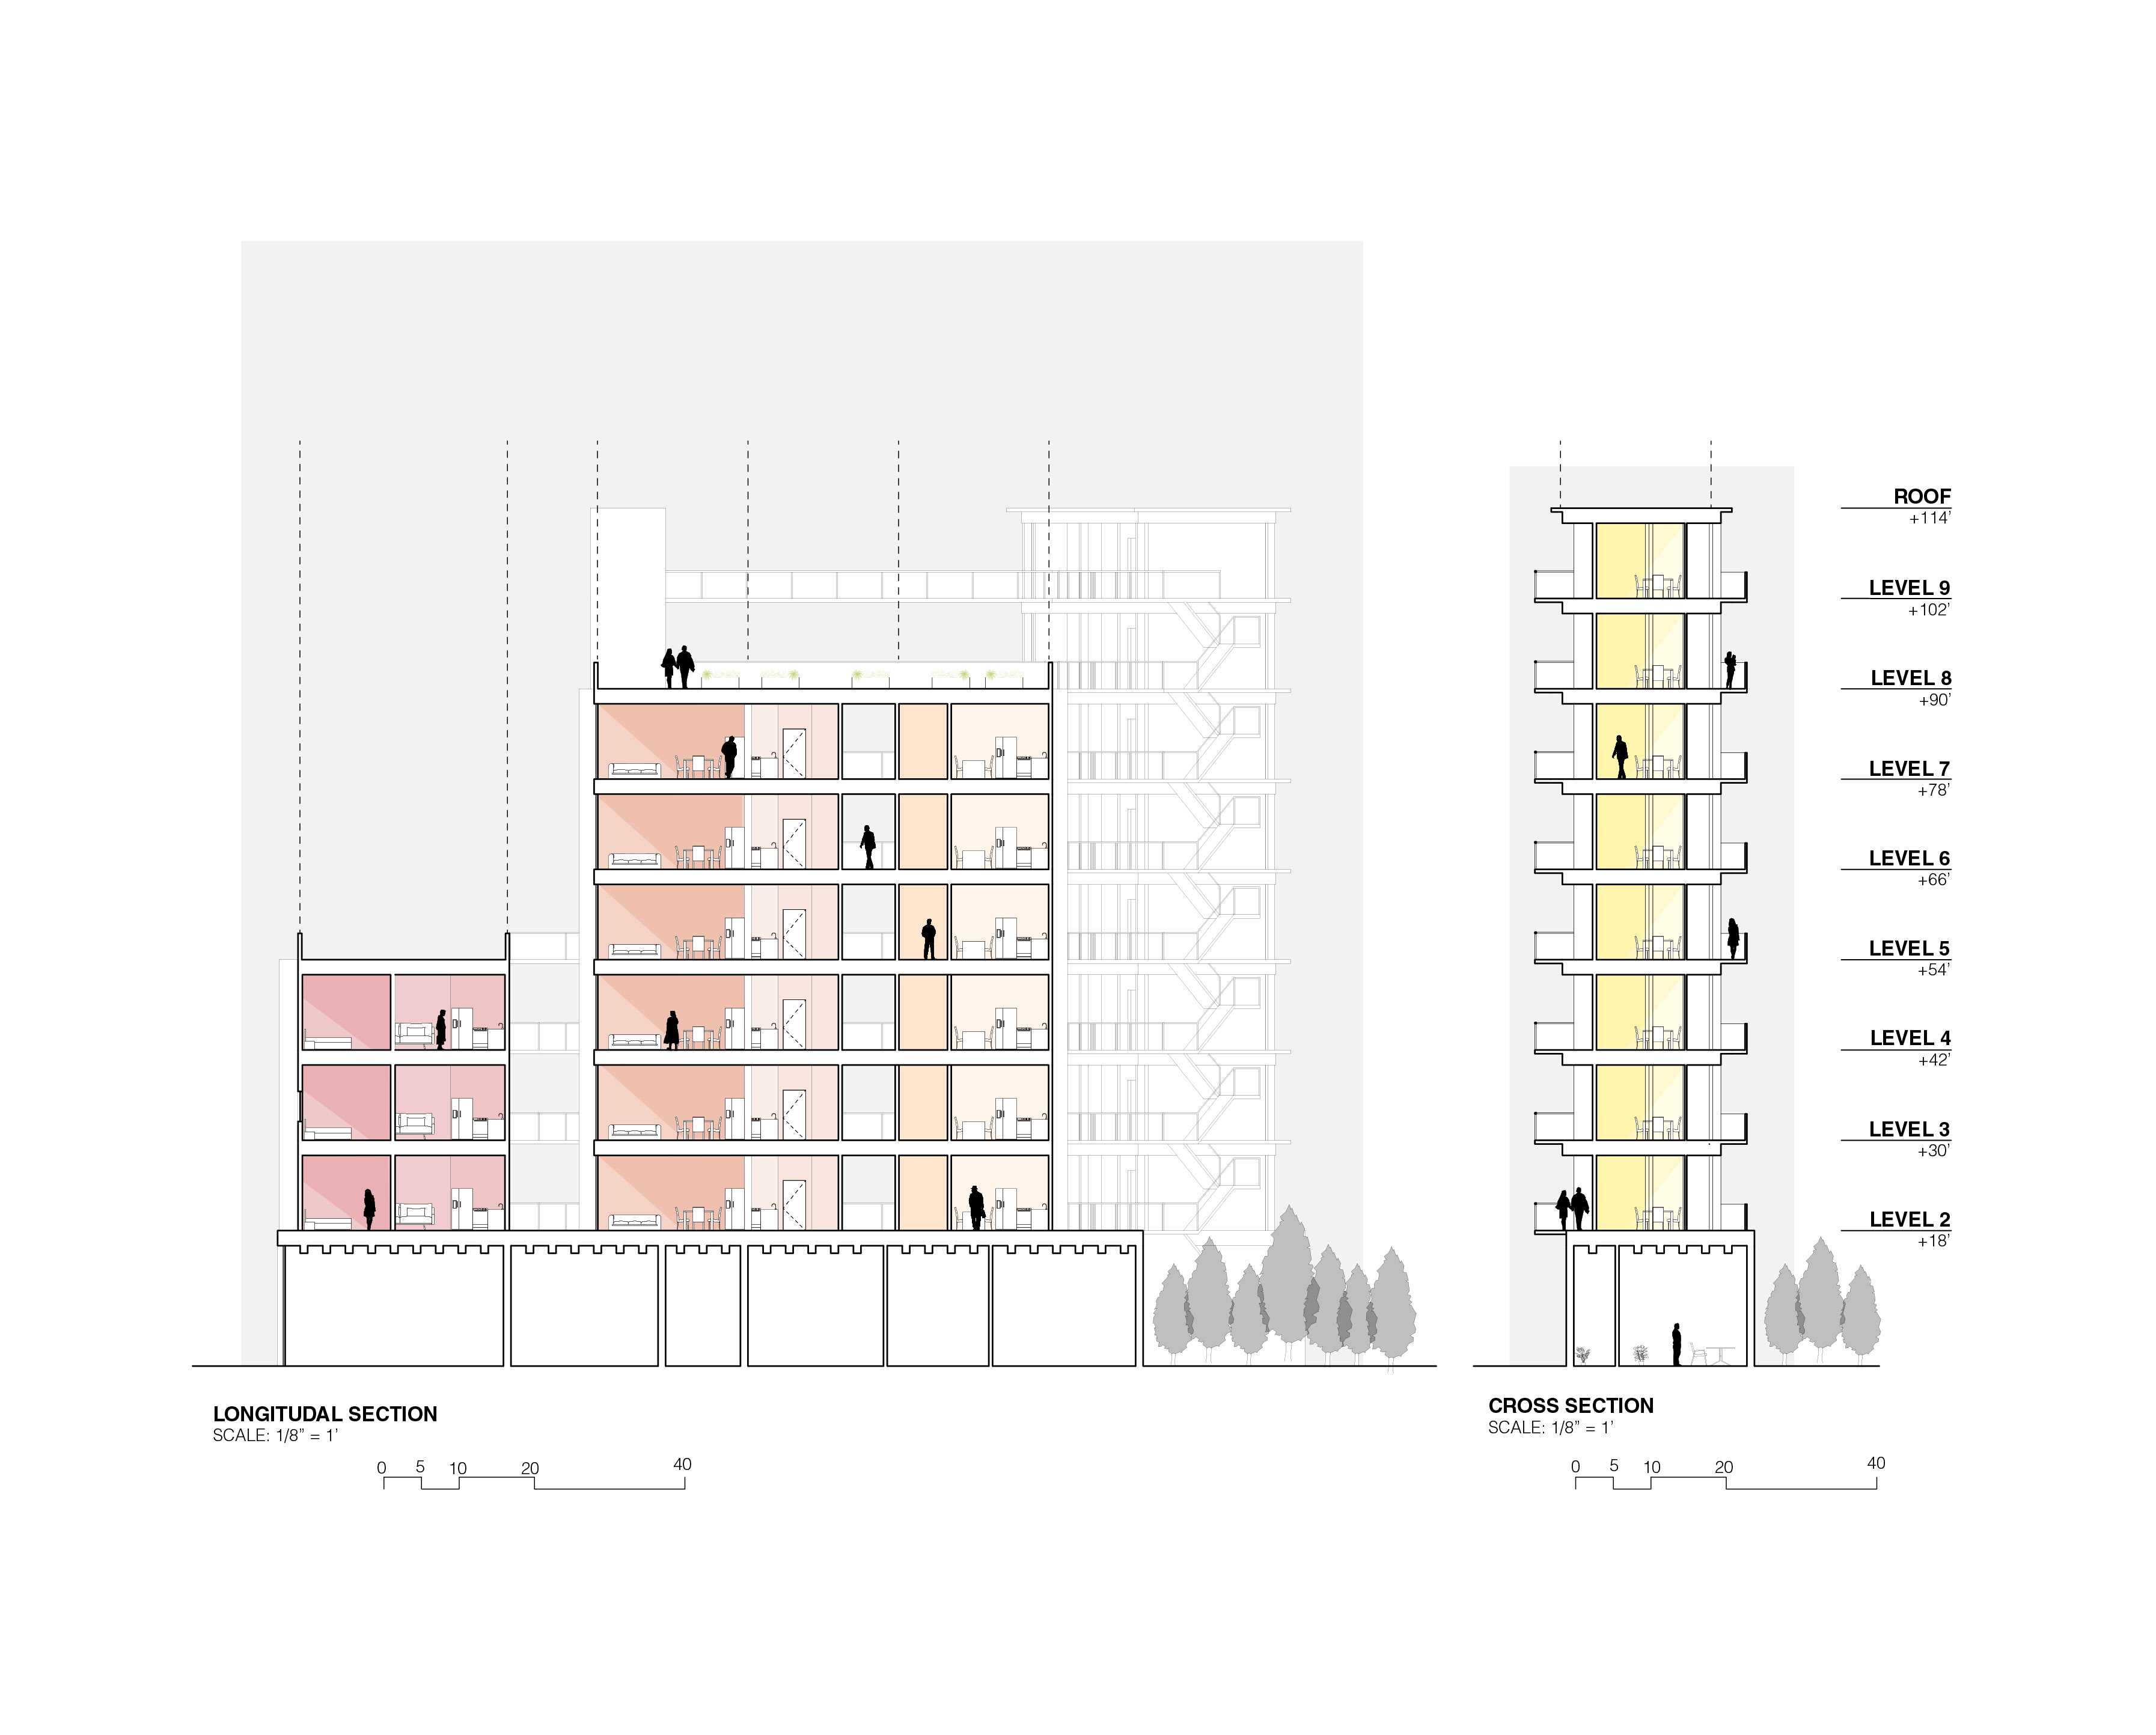 ROOF
+114’
LEVEL 9
+102’
LEVEL 8
+90’
LEVEL 7
+78’
LEVEL 6
+66’
LEVEL 5
+54’
LEVEL 4
+42’
LEVEL 3
+30’
LEVEL 2
+18’
LONGITUDAL SECTION
SCALE: 1/8” = 1’
0 5 10 20 40
CROSS SECTION
SCALE: 1/8” = 1’
0 5 10 20 40